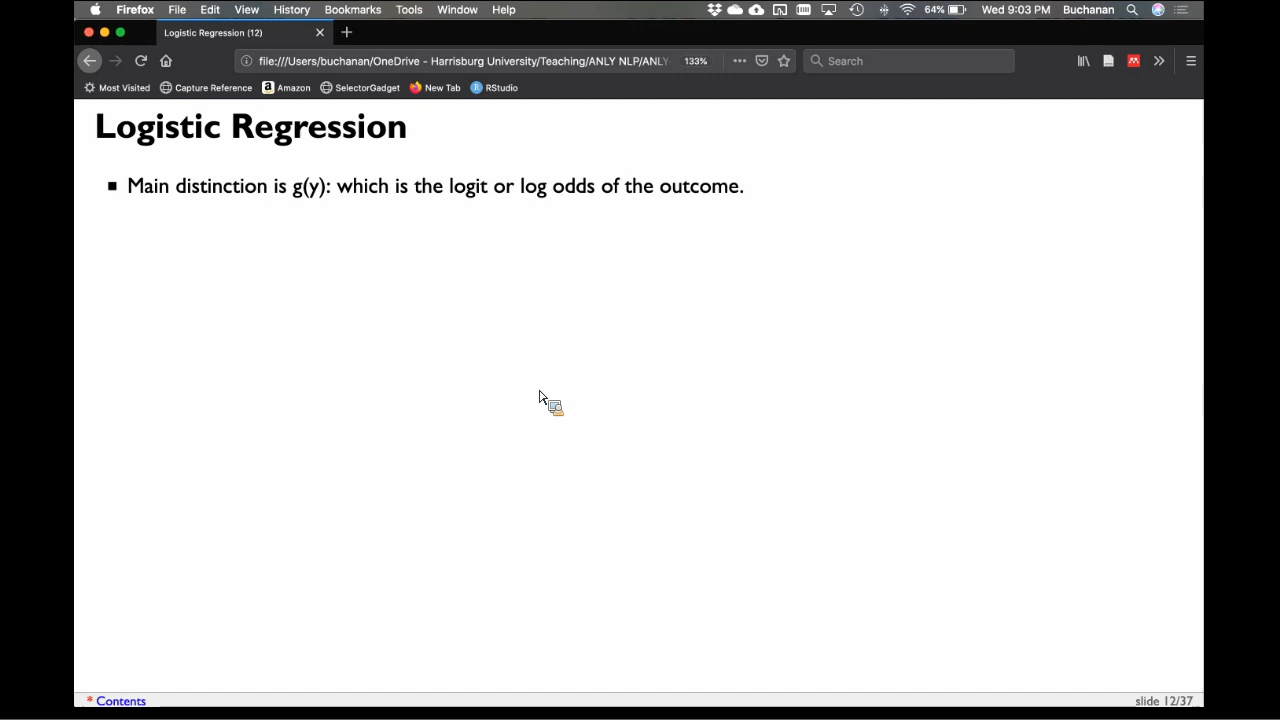 Firefox File Edit View History Bookmarks Tools Window Help 64% Wed 9:03 PM Buchanan
Logistic Regression (12)
file:///Users/buchanan/OneDrive - Harrisburg University/Teaching/ANLY NLP/ANLY 133% Search
Most Visited Capture Reference Amazon SelectorGadget New Tab RStudio
Logistic Regression
■ Main distinction is g(y): which is the logit or log odds of the outcome.
* Contents slide 12/37